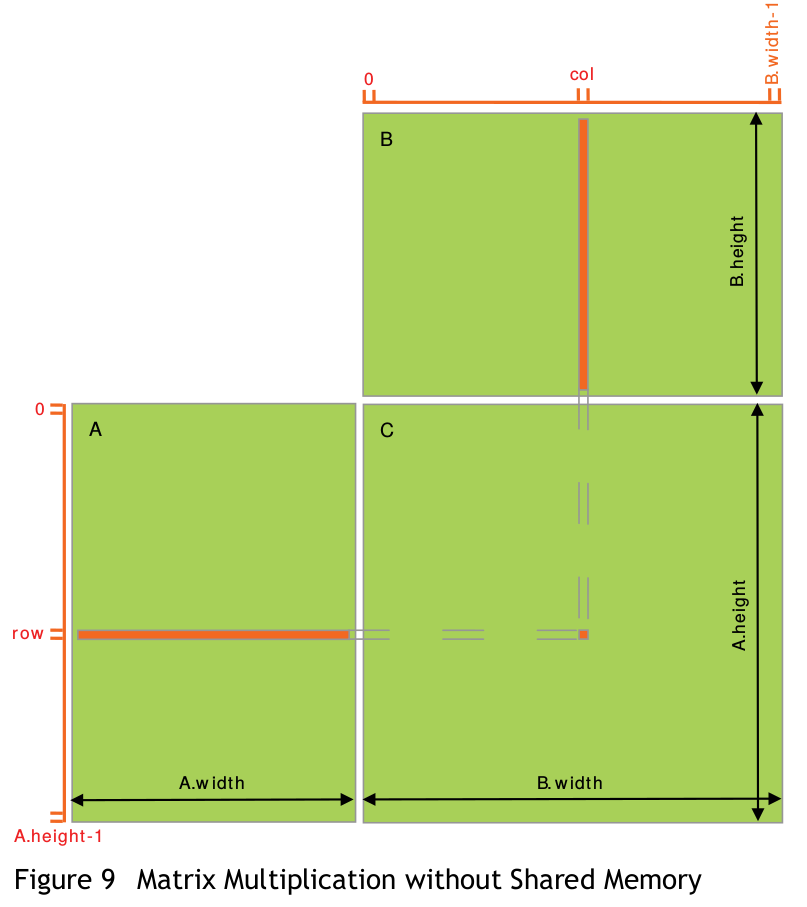 B.width-1
0
col
B
B.height
0
A
C
A.height
row
A.width
B.width
A.height-1
Figure 9 Matrix Multiplication without Shared Memory